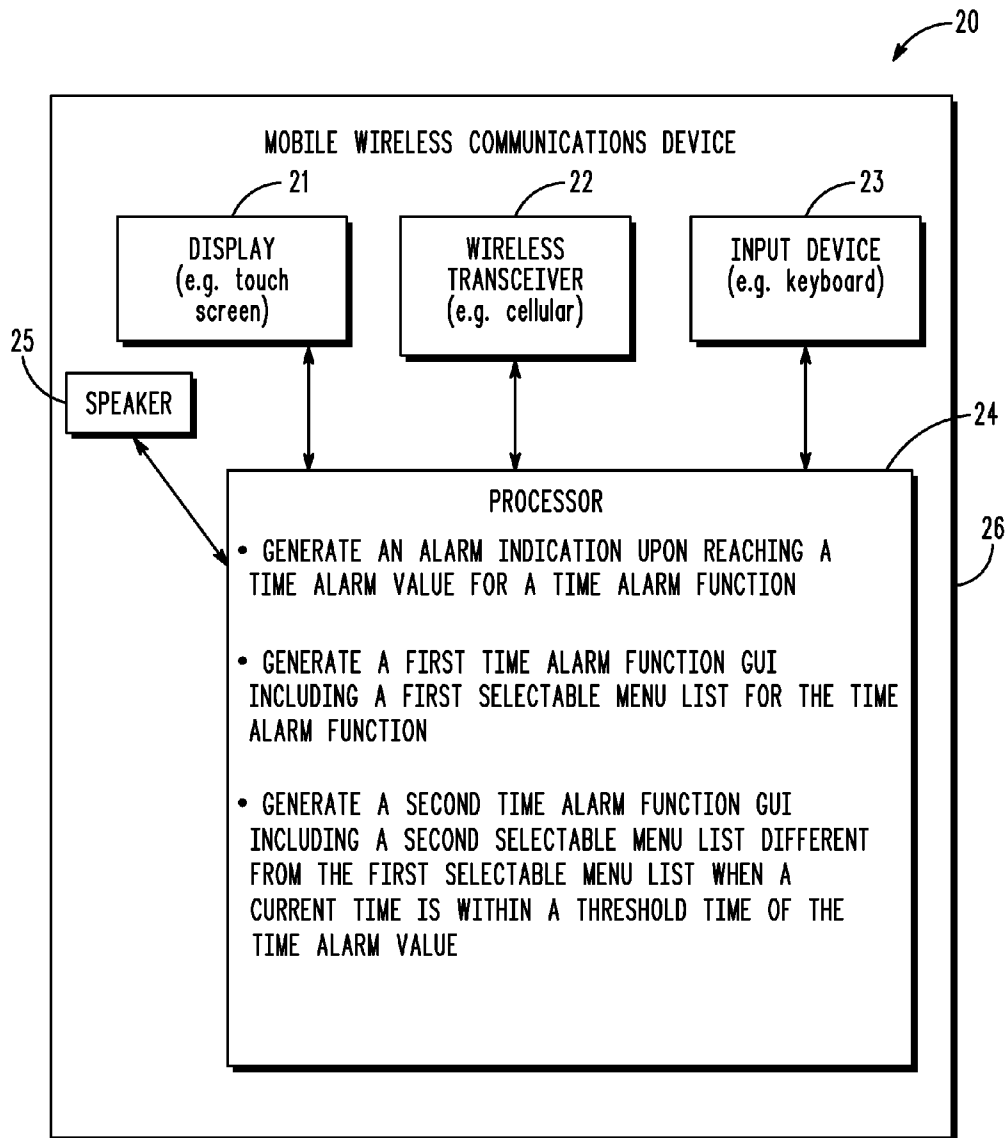 20
MOBILE WIRELESS COMMUNICATIONS DEVICE
21
22
23
DISPLAY
(e.g. touch
screen)
WIRELESS
TRANSCEIVER
(e.g. cellular)
INPUT DEVICE
(e.g. keyboard)
25
SPEAKER
24
26
PROCESSOR
• GENERATE AN ALARM INDICATION UPON REACHING A
TIME ALARM VALUE FOR A TIME ALARM FUNCTION
• GENERATE A FIRST TIME ALARM FUNCTION GUI
INCLUDING A FIRST SELECTABLE MENU LIST FOR THE TIME
ALARM FUNCTION
• GENERATE A SECOND TIME ALARM FUNCTION GUI
INCLUDING A SECOND SELECTABLE MENU LIST DIFFERENT
FROM THE FIRST SELECTABLE MENU LIST WHEN A
CURRENT TIME IS WITHIN A THRESHOLD TIME OF THE
TIME ALARM VALUE